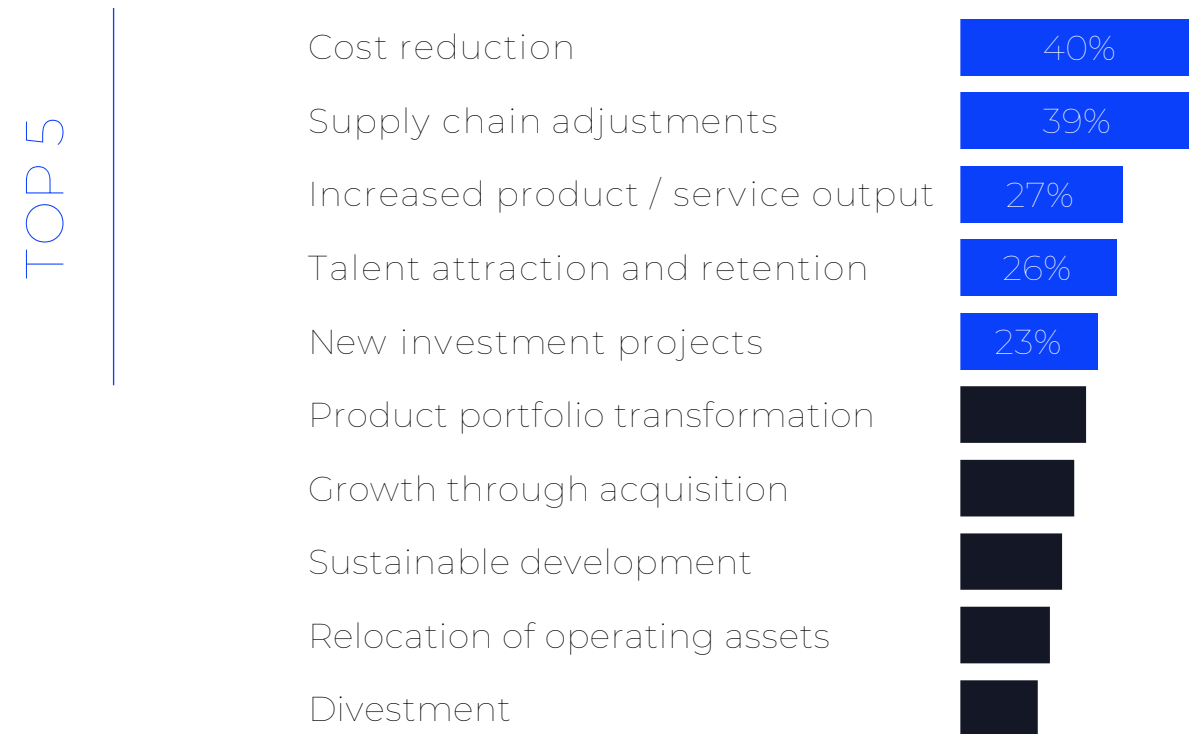 TOP 5
Cost reduction 40%
Supply chain adjustments 39%
Increased product / service output 27%
Talent attraction and retention 26%
New investment projects 23%
Product portfolio transformation
Growth through acquisition
Sustainable development
Relocation of operating assets
Divestment